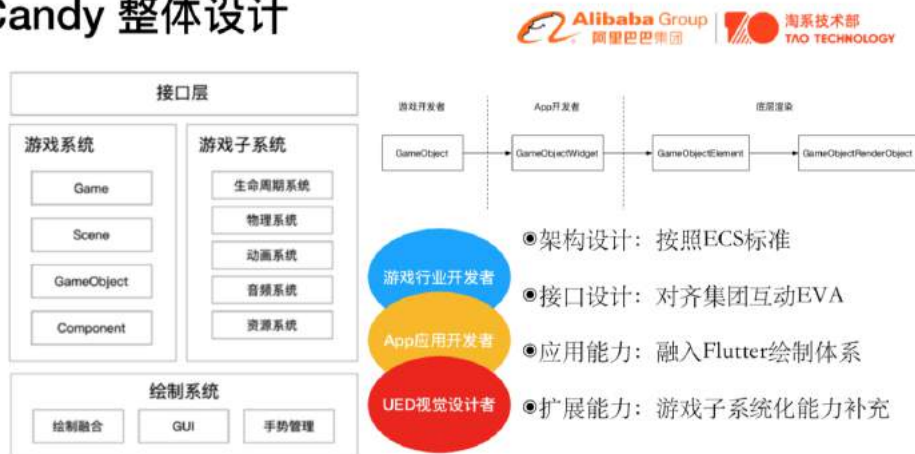 Candy 整体设计
Alibaba Group
阿里巴巴集团
淘系技术部
TAO TECHNOLOGY
接口层
游戏系统
Game
Scene
GameObject
Component
游戏子系统
生命周期系统
物理系统
动画系统
音频系统
资源系统
绘制系统
绘制融合
GUI
手势管理
游戏开发者
App开发者
底层渲染
GameObject
GameObjectWidget
GameObjectElement
GameObjectRenderObject
游戏行业开发者
App应用开发者
UED视觉设计者
◉架构设计：按照ECS标准
◉接口设计：对齐集团互动EVA
◉应用能力：融入Flutter绘制体系
◉扩展能力：游戏子系统化能力补充